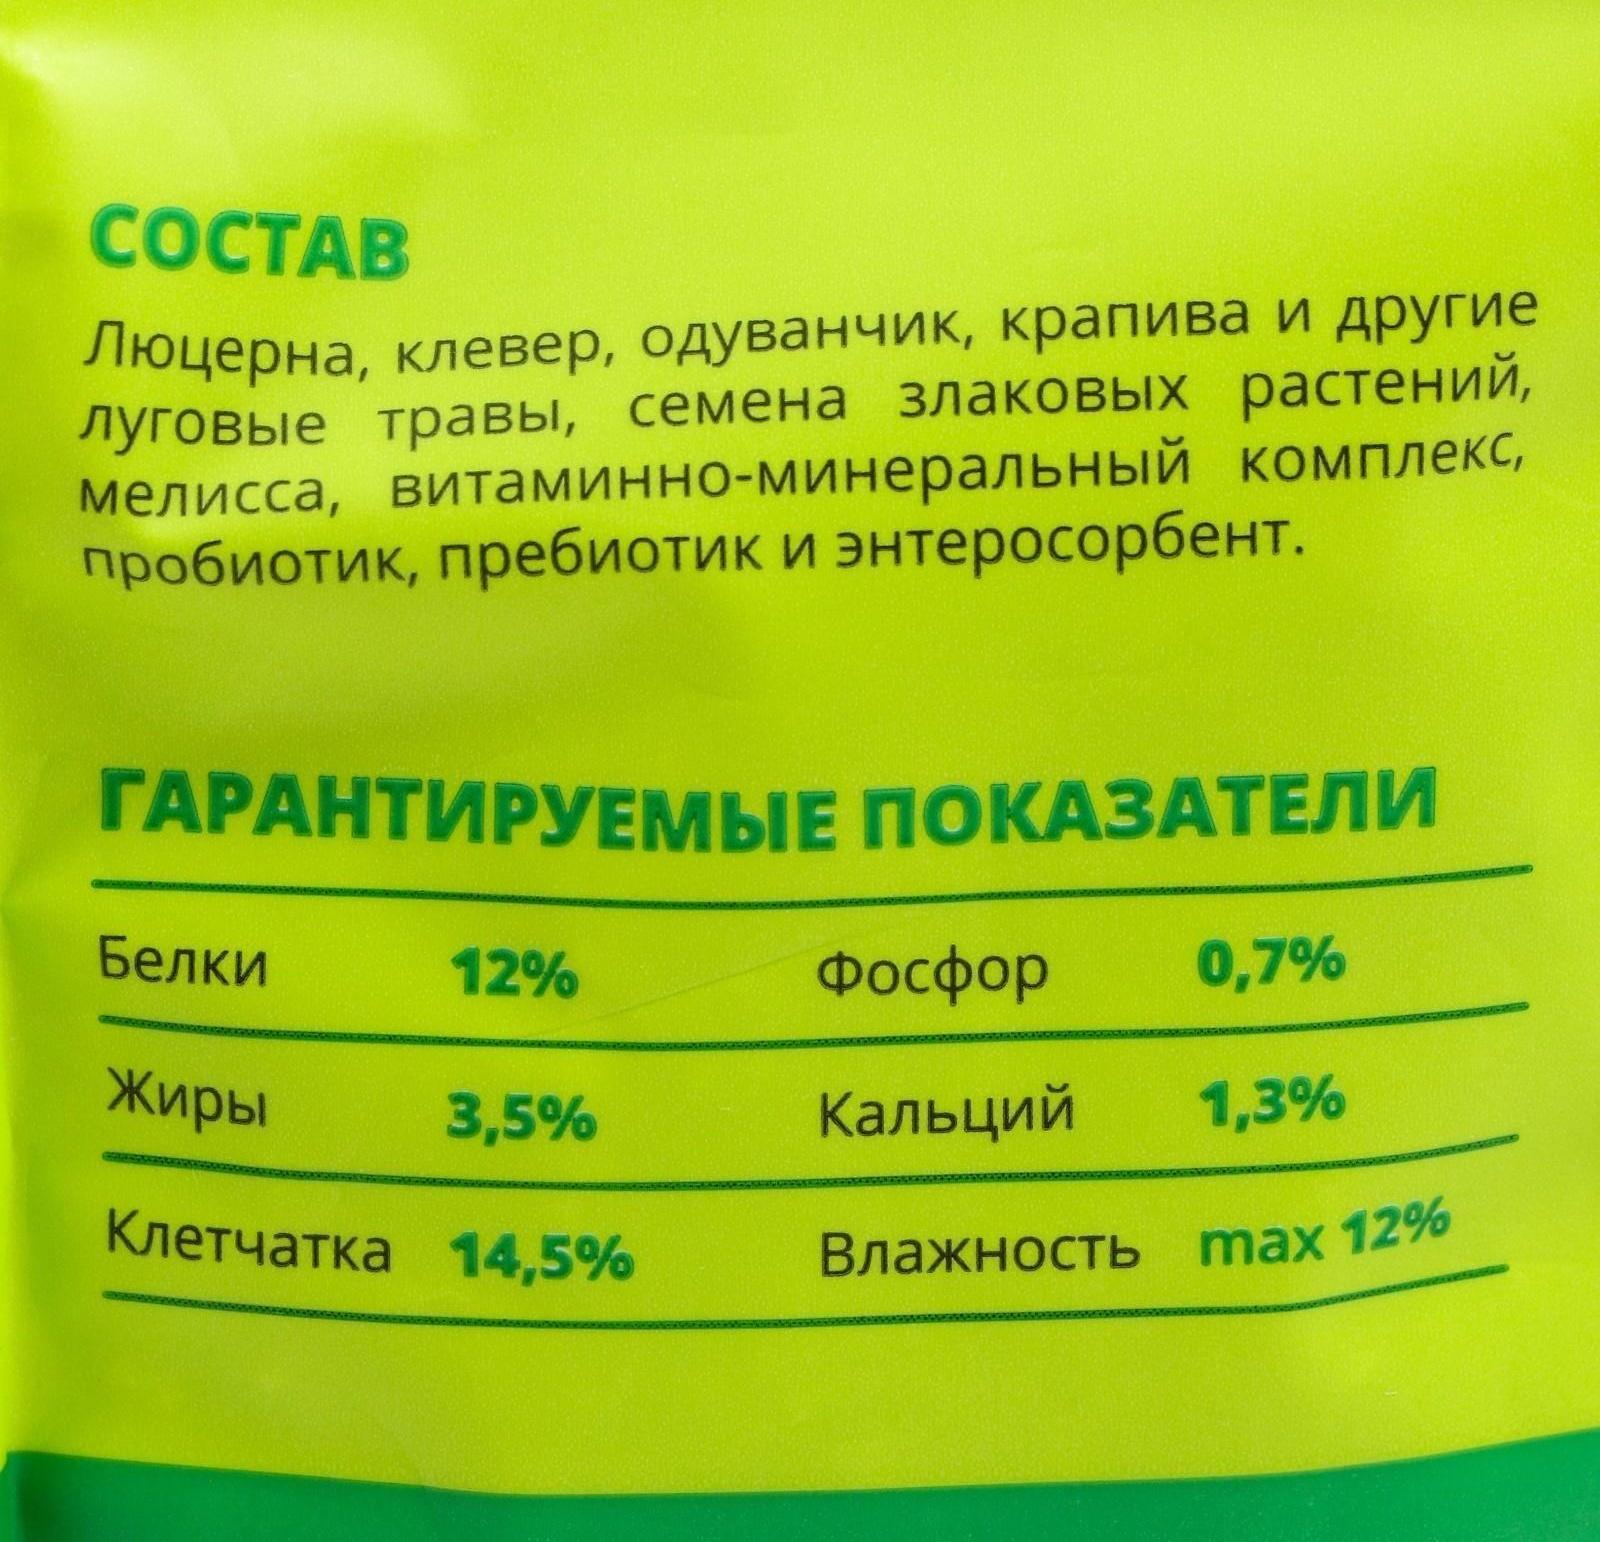 СОСТАВ
Люцерна, клевер, одуванчик, крапива и другие
луговые травы, семена злаковых растений,
мелисса, витаминно-минеральный комплекс,
пробиотик, пребиотик и энтеросорбент.
ГАРАНТИРУЕМЫЕ ПОКАЗАТЕЛИ
Белки 12% Фосфор 0,7%
Жиры 3,5% Кальций 1,3%
Клетчатка 14,5% Влажность max 12%